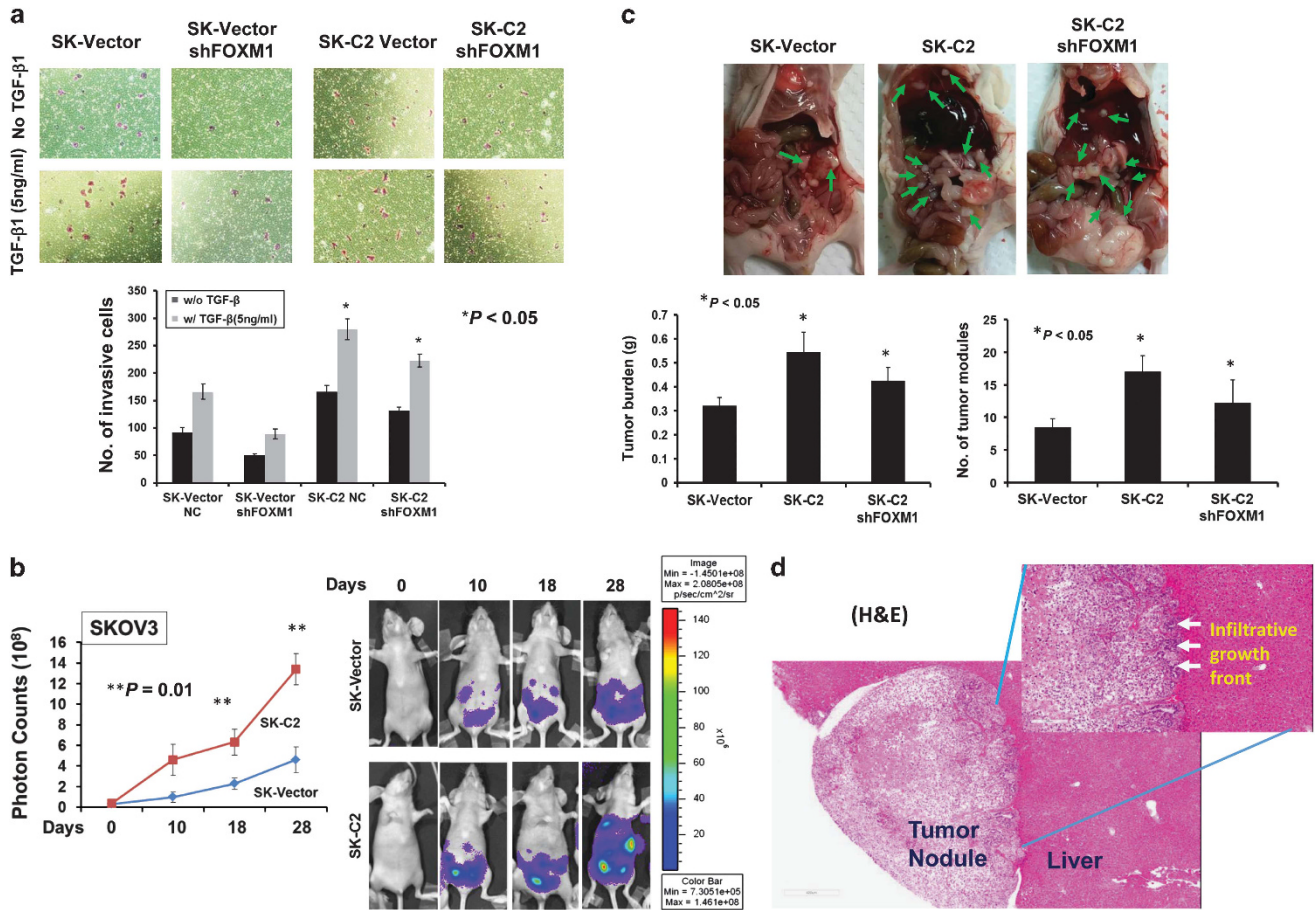 a
SK-Vector
SK-Vector
shFOXM1
SK-C2 Vector
SK-C2
shFOXM1
No TGF-β1
TGF-β1 (5ng/ml)
No. of invasive cells
350
300
250
200
150
100
50
0
w/o TGF-β
w/ TGF-β(5ng/ml)
*
*
*P < 0.05
SK-Vector
NC
SK-Vector
shFOXM1
SK-C2 NC
SK-C2
shFOXM1
c
SK-Vector
SK-C2
SK-C2
shFOXM1
Tumor burden (g)
0.7
0.6
0.5
0.4
0.3
0.2
0.1
0
*P < 0.05
*
*
SK-Vector
SK-C2
SK-C2
shFOXM1
No. of tumor modules
25
20
15
10
5
0
*P < 0.05
*
*
SK-Vector
SK-C2
SK-C2
shFOXM1
b
SKOV3
Photon Counts (10⁸)
16
14
12
10
8
6
4
2
0
**P = 0.01
**
**
SK-C2
SK-Vector
Days
0
10
18
28
Days
0
10
18
28
SK-Vector
SK-C2
Image
Min = -1.4501e+08
Max = 2.0805e+08
p/sec/cm^2/sr
140
120
100
80
60
40
20
x10⁶
Color Bar
Min = 7.3051e+05
Max = 1.461e+08
d
(H&E)
Infiltrative
growth
front
Tumor
Nodule
Liver